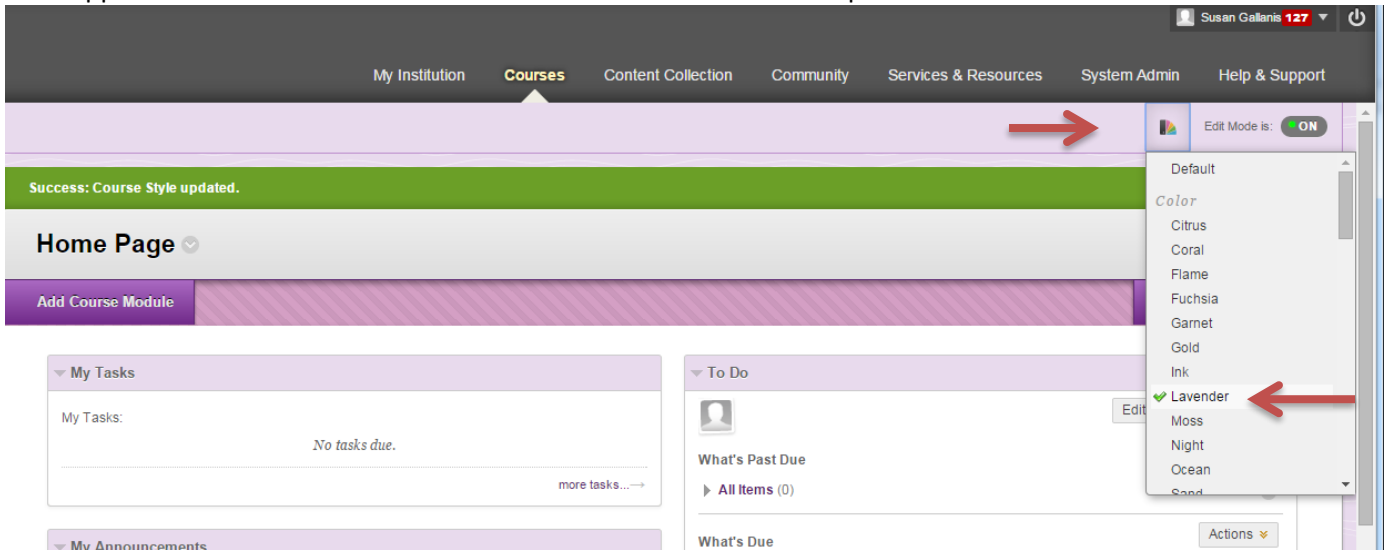 Susan Gallanis 127
My Institution Courses Content Collection Community Services & Resources System Admin Help & Support
Edit Mode is: ON
Success: Course Style updated.
Home Page
Add Course Module
Default
Color
Citrus
Coral
Flame
Fuchsia
Garnet
Gold
Ink
Lavender
Moss
Night
Ocean
Sand
My Tasks
My Tasks:
No tasks due.
more tasks...→
My Announcements
To Do
Edit
What's Past Due
All Items (0)
What's Due
Actions